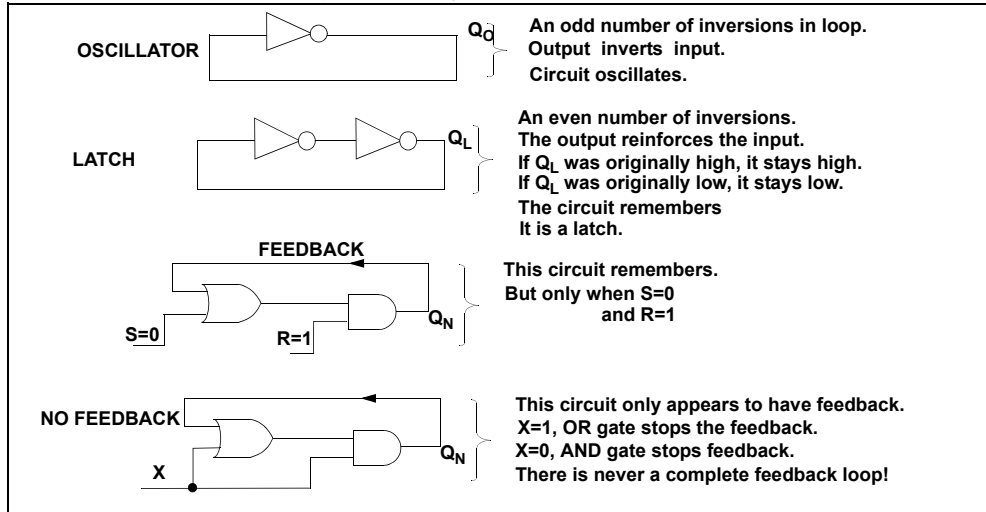 OSCILLATOR
QO
An odd number of inversions in loop.
Output inverts input.
Circuit oscillates.
LATCH
QL
An even number of inversions.
The output reinforces the input.
If QL was originally high, it stays high.
If QL was originally low, it stays low.
The circuit remembers
It is a latch.
FEEDBACK
S=0
R=1
QN
This circuit remembers.
But only when S=0
and R=1
NO FEEDBACK
X
QN
This circuit only appears to have feedback.
X=1, OR gate stops the feedback.
X=0, AND gate stops feedback.
There is never a complete feedback loop!